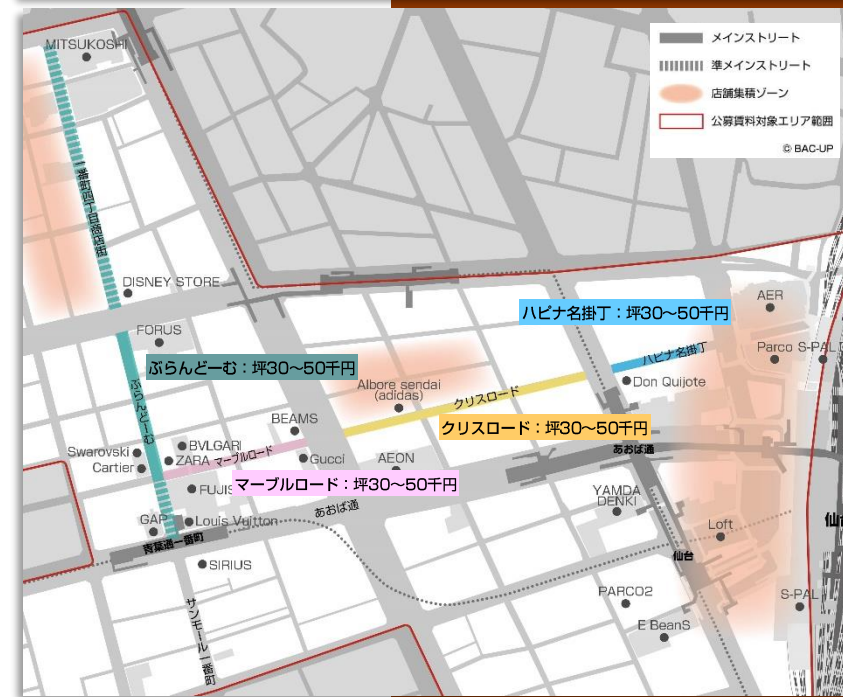 MITSUKOSHI
メインストリート
準メインストリート
店舗集積ゾーン
公募賃料対象エリア範囲
© BAC-UP
一番町四丁目商店街
DISNEY STORE
AER
ハピナ名掛丁：坪30～50千円
FORUS
Parco
S-PAL
ハピナ名掛丁
ぶらんどーむ：坪30～50千円
Don Quijote
ぶらんどーむ
Albore sendai
(adidas)
クリスロード
BEAMS
クリスロード：坪30～50千円
BVLGARI
Swarovski
ZARA
マーブルロード
Gucci
AEON
あおば通
Cartier
マーブルロード：坪30～50千円
YAMDA
DENKI
あおば通
GAP
Louis Vuitton
Loft
青葉通一番町
仙台
SIRIUS
PARCO2
S-PAL
サンモール一番町
E BeanS